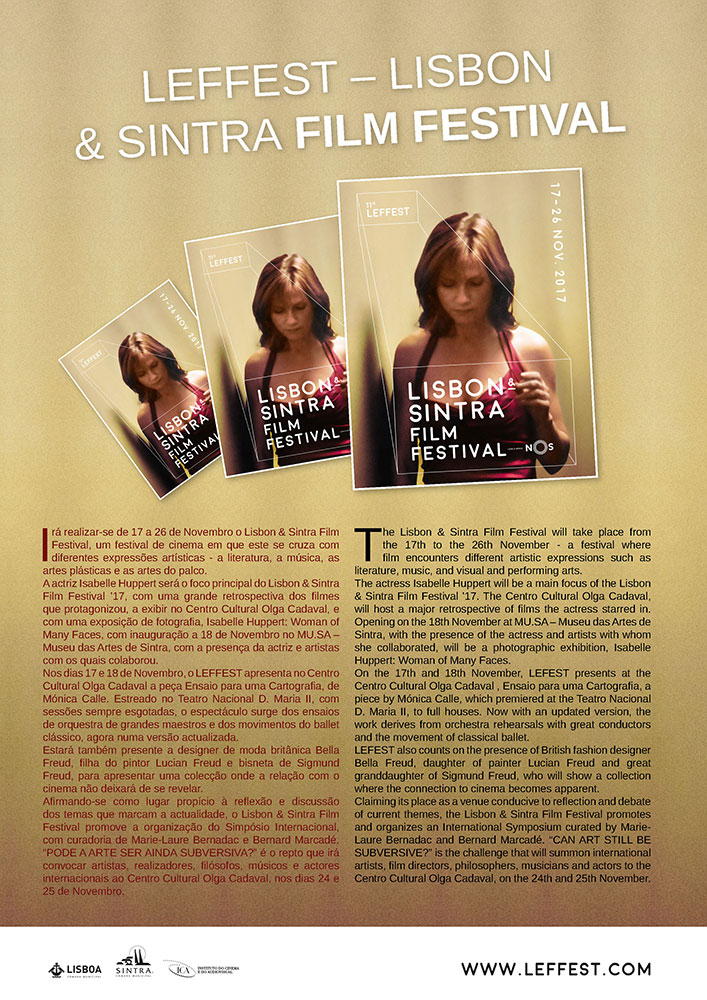 LEFFEST – LISBON
& SINTRA FILM FESTIVAL
17-26 NOV. 2017
11st
LEFFEST
LISBON &
SINTRA
FILM
FESTIVAL
NOS
11st
LEFFEST
LISBON &
SINTRA
FILM
FESTIVAL
17-26 NOV 2017
LEFFEST
LISBON &
SINTRA
FILM
FESTIVAL
Irá realizar-se de 17 a 26 de Novembro o Lisbon & Sintra Film
Festival, um festival de cinema em que este se cruza com
diferentes expressões artísticas - a literatura, a música, as
artes plásticas e as artes do palco.
A actriz Isabelle Huppert será o foco principal do Lisbon & Sintra
Film Festival '17, com uma grande retrospectiva dos filmes
que protagonizou, a exibir no Centro Cultural Olga Cadaval, e
com uma exposição de fotografia, Isabelle Huppert: Woman of
Many Faces, com inauguração a 18 de Novembro no MU.SA –
Museu das Artes de Sintra, com a presença da actriz e artistas
com os quais colaborou.
Nos dias 17 e 18 de Novembro, o LEFFEST apresenta no Centro
Cultural Olga Cadaval a peça Ensaio para uma Cartografia, de
Mónica Calle. Estreado no Teatro Nacional D. Maria II, com
sessões sempre esgotadas, o espectáculo surge dos ensaios
de orquestra de grandes maestros e dos movimentos do ballet
clássico, agora numa versão actualizada.
Estará também presente a designer de moda britânica Bella
Freud, filha do pintor Lucian Freud e bisneta de Sigmund
Freud, para apresentar uma colecção onde a relação com o
cinema não deixará de se revelar.
Afirmando-se como lugar propício à reflexão e discussão
dos temas que marcam a actualidade, o Lisbon & Sintra Film
Festival promove a organização do Simpósio Internacional,
com curadoria de Marie-Laure Bernadac e Bernard Marcadé.
"PODE A ARTE SER AINDA SUBVERSIVA?" é o repto que irá
convocar artistas, realizadores, filósofos, músicos e actores
internacionais ao Centro Cultural Olga Cadaval, nos dias 24 e
25 de Novembro.
The Lisbon & Sintra Film Festival will take place from
the 17th to the 26th November - a festival where
film encounters different artistic expressions such as
literature, music, and visual and performing arts.
The actress Isabelle Huppert will be a main focus of the Lisbon
& Sintra Film Festival '17. The Centro Cultural Olga Cadaval,
will host a major retrospective of films the actress starred in.
Opening on the 18th November at MU.SA – Museu das Artes de
Sintra, with the presence of the actress and artists with whom
she collaborated, will be a photographic exhibition, Isabelle
Huppert: Woman of Many Faces.
On the 17th and 18th November, LEFEST presents at the
Centro Cultural Olga Cadaval , Ensaio para uma Cartografia, a
piece by Mónica Calle, which premiered at the Teatro Nacional
D. Maria II, to full houses. Now with an updated version, the
work derives from orchestra rehearsals with great conductors
and the movement of classical ballet.
LEFEST also counts on the presence of British fashion designer
Bella Freud, daughter of painter Lucian Freud and great
granddaughter of Sigmund Freud, who will show a collection
where the connection to cinema becomes apparent.
Claiming its place as a venue conducive to reflection and debate
of current themes, the Lisbon & Sintra Film Festival promotes
and organizes an International Symposium curated by Marie-
Laure Bernadac and Bernard Marcadé. "CAN ART STILL BE
SUBVERSIVE?" is the challenge that will summon international
artists, film directors, philosophers, musicians and actors to the
Centro Cultural Olga Cadaval, on the 24th and 25th November.
LISBOA
CÂMARA MUNICIPAL
SINTRA
CÂMARA MUNICIPAL
ICA
INSTITUTO DO CINEMA
E DO AUDIOVISUAL
WWW.LEFFEST.COM